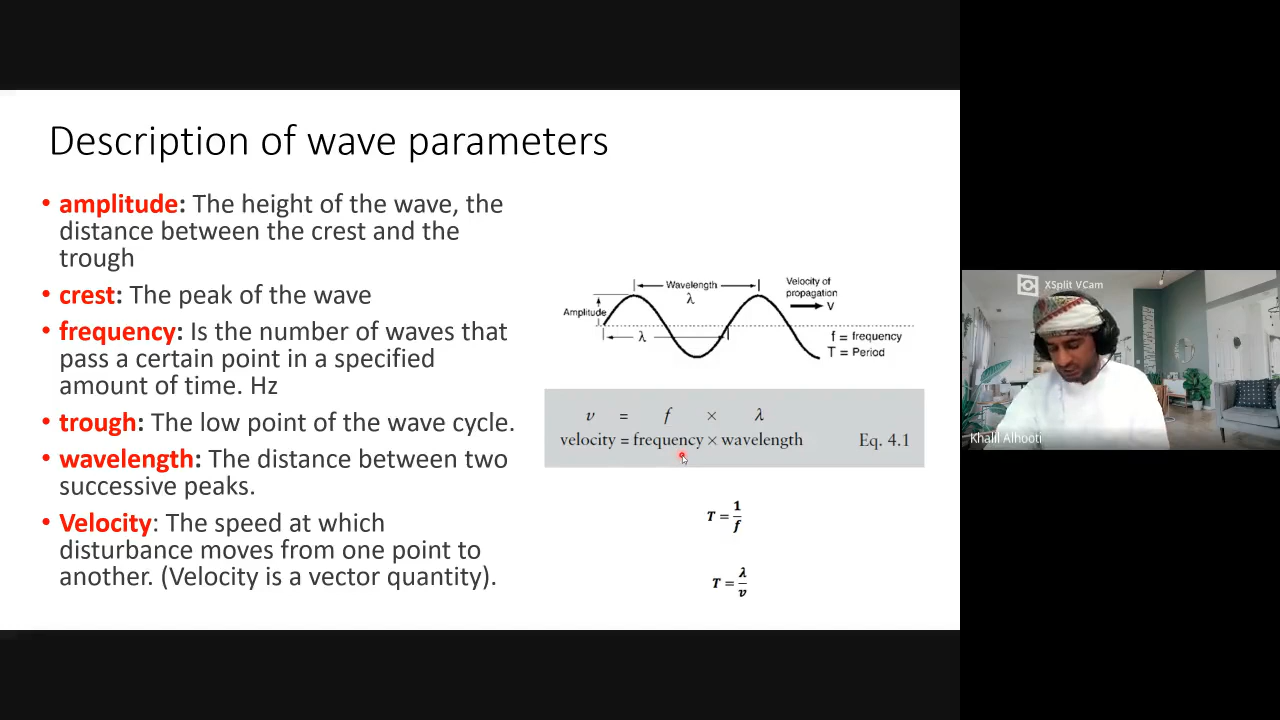 Description of wave parameters
• amplitude: The height of the wave, the
distance between the crest and the
trough
• crest: The peak of the wave
• frequency: Is the number of waves that
pass a certain point in a specified
amount of time. Hz
• trough: The low point of the wave cycle.
• wavelength: The distance between two
successive peaks.
• Velocity: The speed at which
disturbance moves from one point to
another. (Velocity is a vector quantity).
Wavelength
λ
Velocity of
propagation
V
Amplitude
λ
f = frequency
T = Period
v = f × λ
velocity = frequency × wavelength Eq. 4.1
T = 1/f
T = λ/v
XSplit VCam
Khalil Alhooti